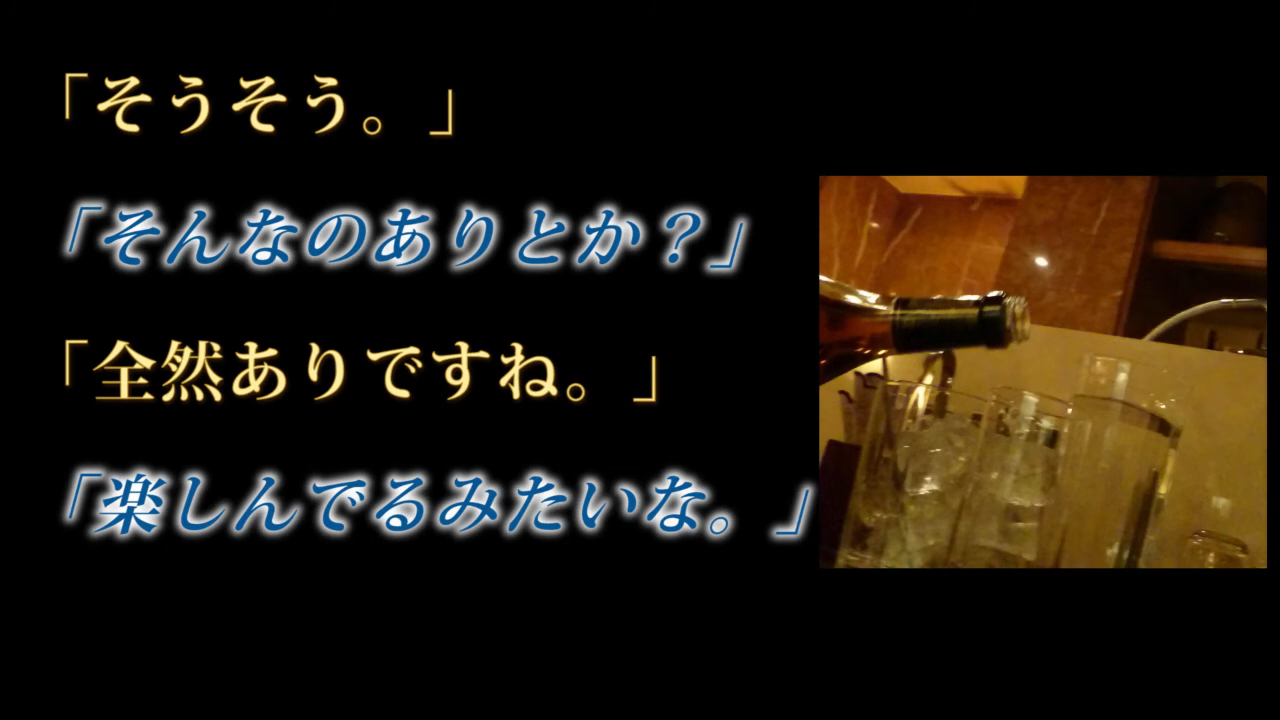 「そうそう。」
「そんなのありとか？」
「全然ありですね。」
「楽しんでるみたいな。」